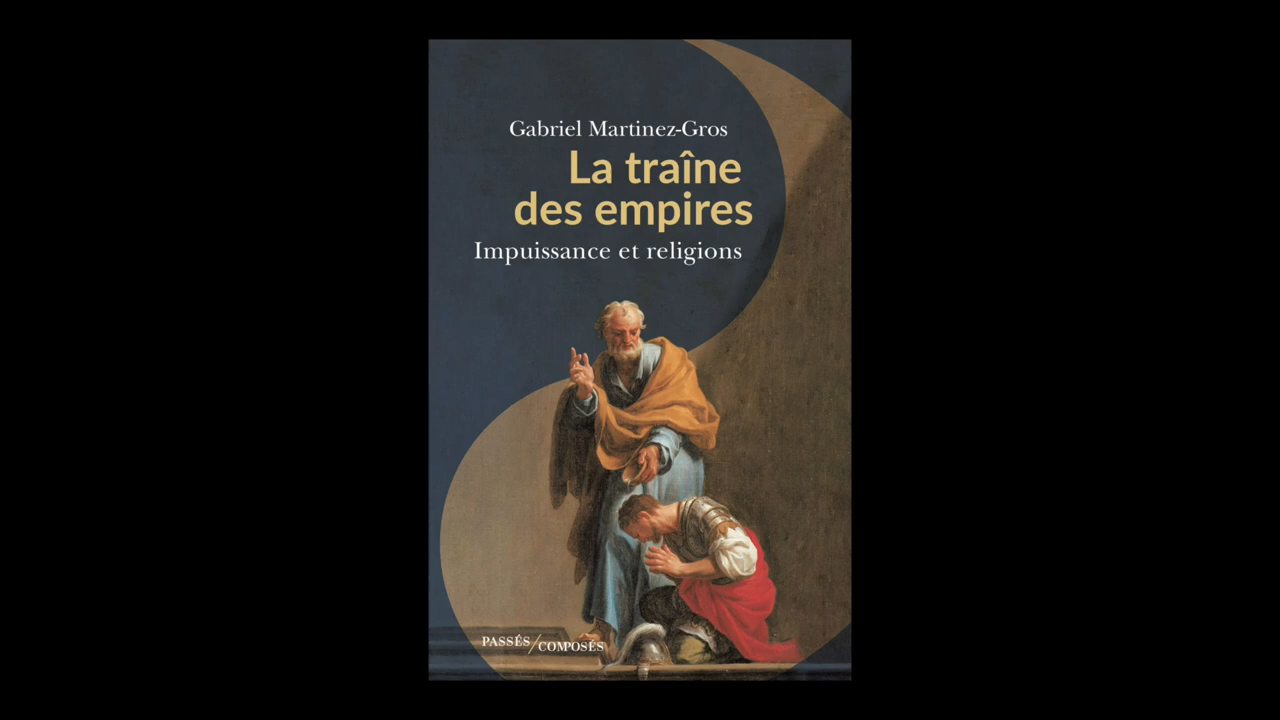 Gabriel Martinez-Gros
La traîne
des empires
Impuissance et religions
PASSÉS/COMPOSÉS